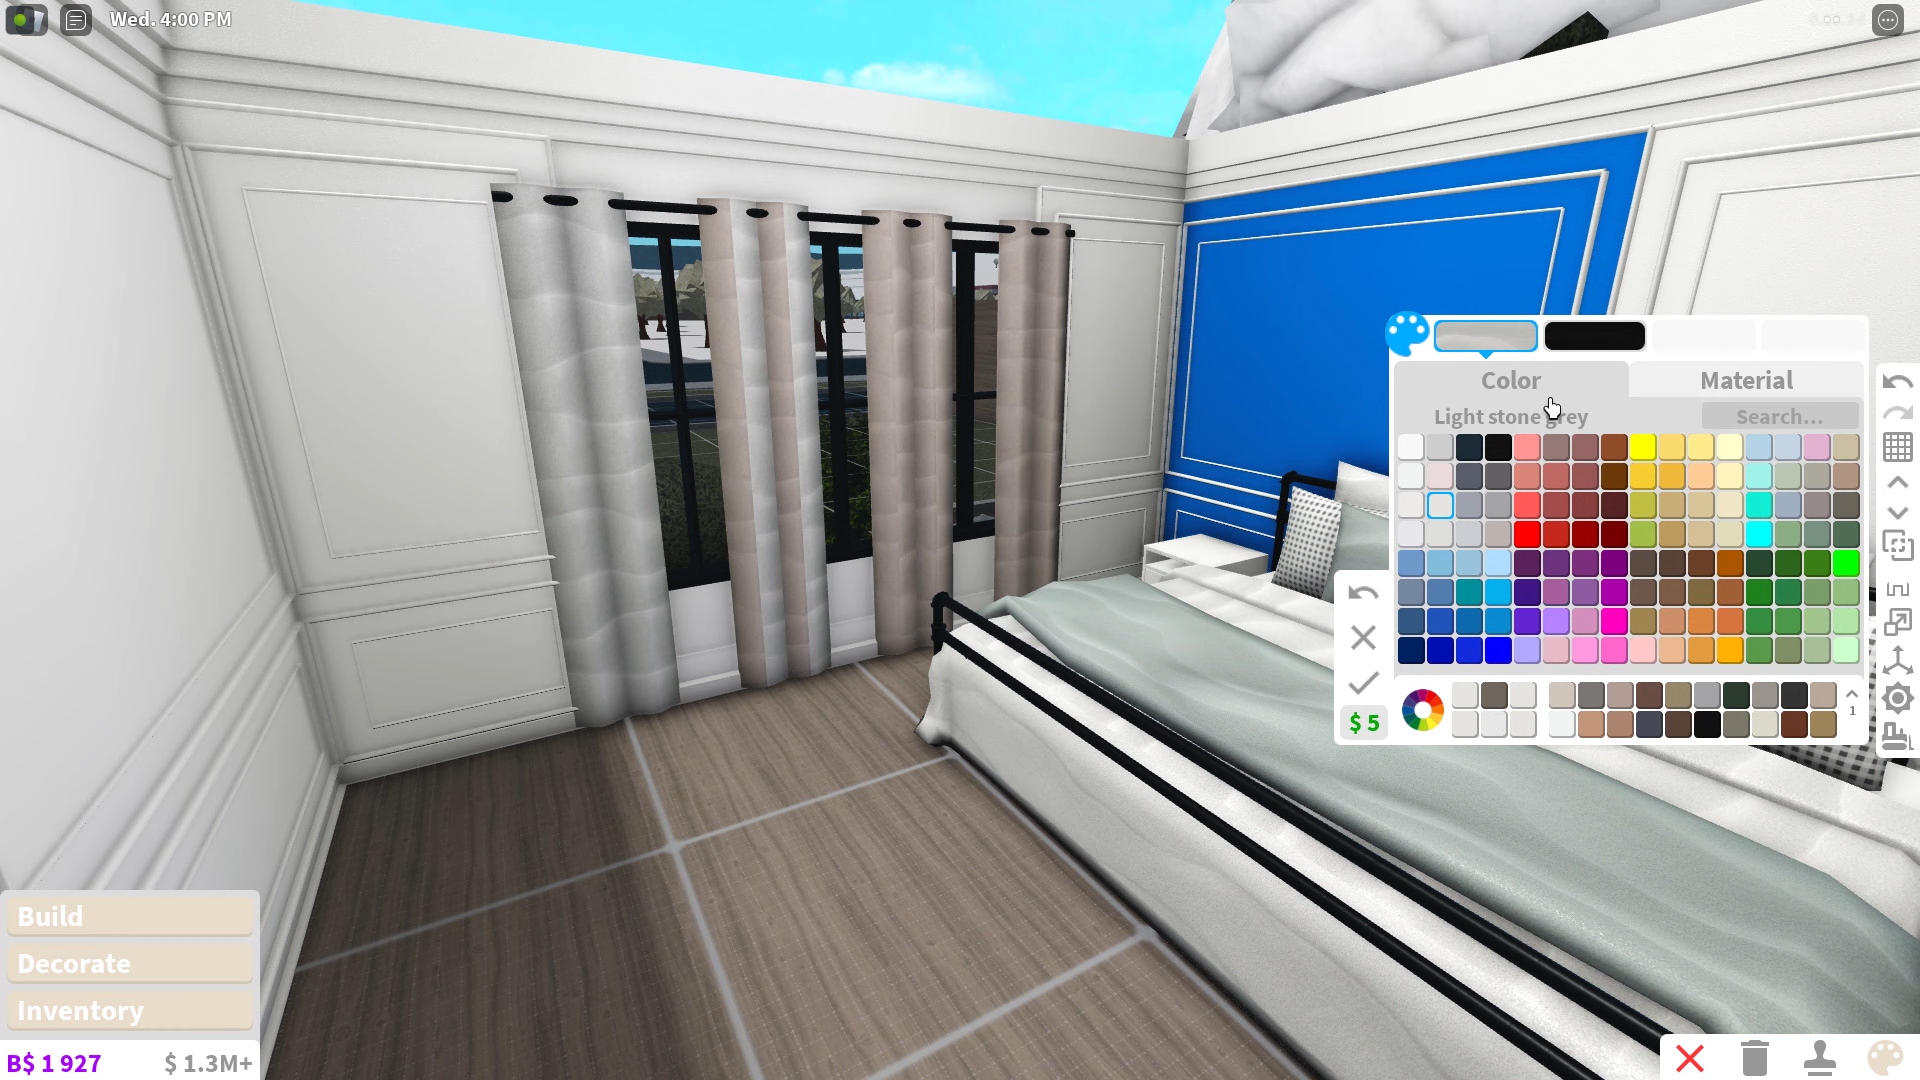 Wed. 4:00 PM
Color
Material
Light stone grey
Search...
$ 5
1
Build
Decorate
Inventory
B$ 1 927
$ 1.3M+